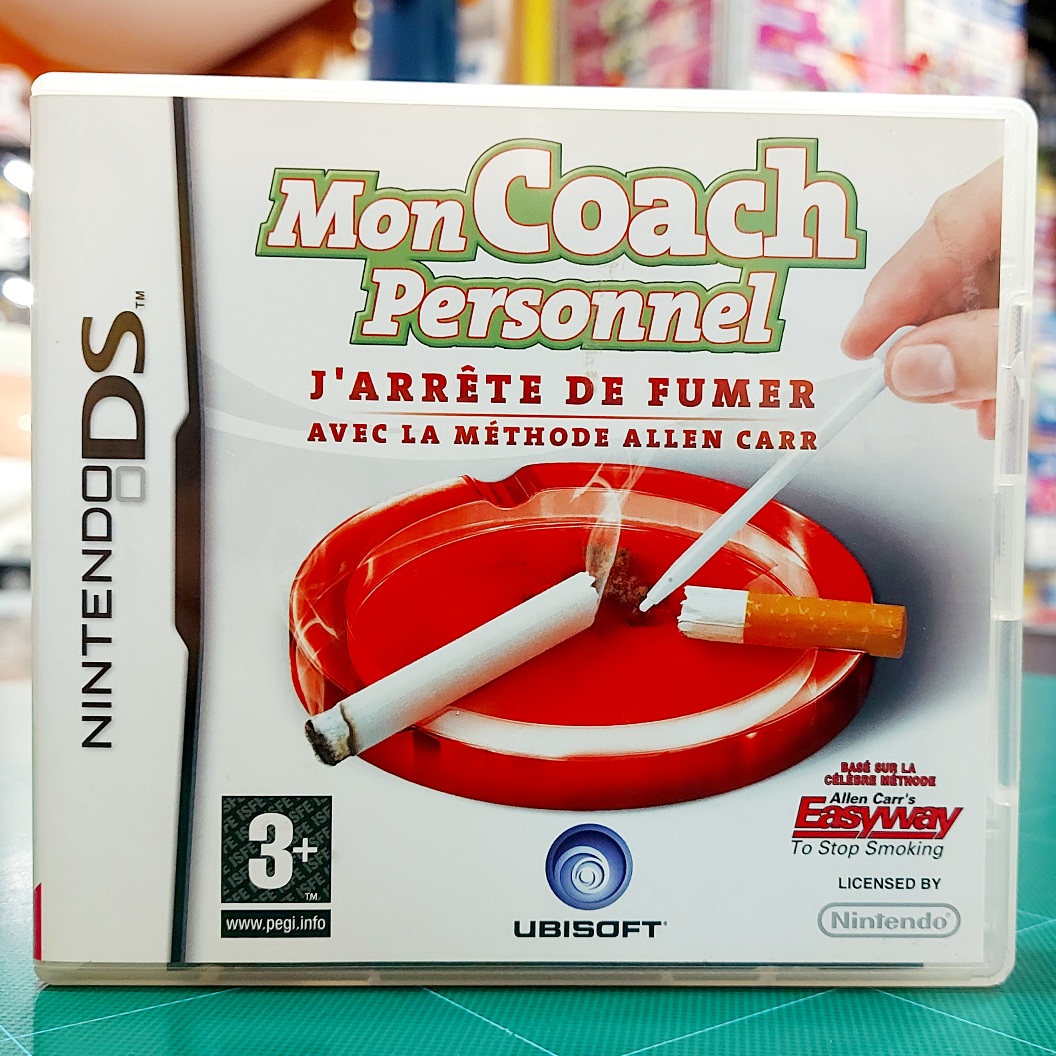 NINTENDO DS™
Mon Coach
Personnel
J'ARRÊTE DE FUMER
AVEC LA MÉTHODE ALLEN CARR
BASÉ SUR LA
CÉLÈBRE MÉTHODE
Allen Carr's
Easyway
To Stop Smoking
LICENSED BY
Nintendo®
3+
TM
www.pegi.info
UBISOFT®